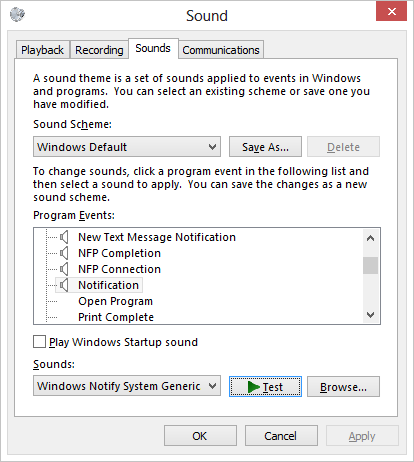 Sound
Playback Recording Sounds Communications
A sound theme is a set of sounds applied to events in Windows
and programs. You can select an existing scheme or save one you
have modified.
Sound Scheme:
Windows Default Save As... Delete
To change sounds, click a program event in the following list and
then select a sound to apply. You can save the changes as a new
sound scheme.
Program Events:
New Text Message Notification
NFP Completion
NFP Connection
Notification
Open Program
Print Complete
Play Windows Startup sound
Sounds:
Windows Notify System Generic Test Browse...
OK Cancel Apply